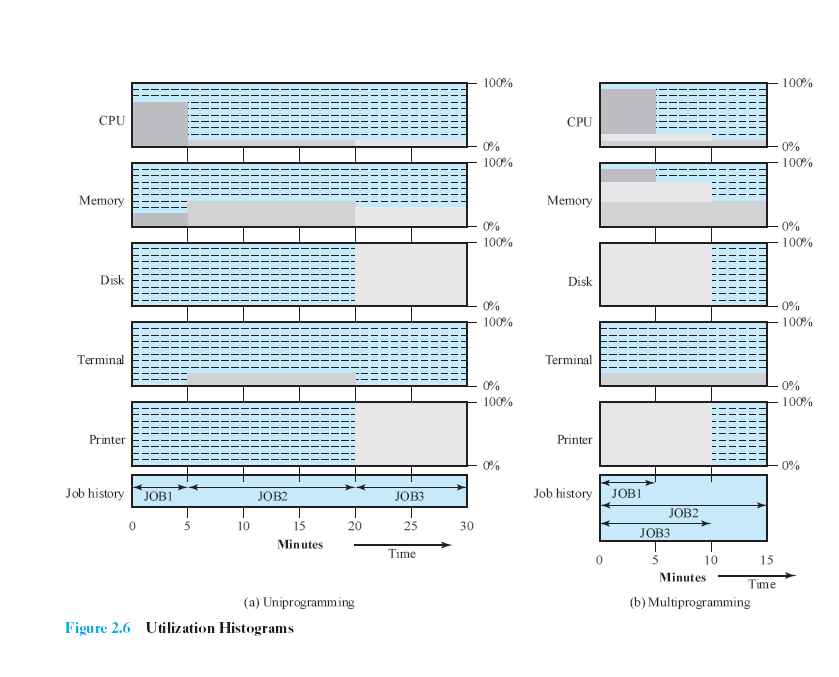 100%
CPU
0%
100%
Memory
0%
100%
Disk
0%
100%
Terminal
0%
100%
Printer
0%
Job history
JOB1 JOB2 JOB3
0 5 10 15 20 25 30
Minutes
Time
(a) Uniprogramming
100%
CPU
0%
100%
Memory
0%
100%
Disk
0%
100%
Terminal
0%
100%
Printer
0%
Job history
JOB1
JOB2
JOB3
0 5 10 15
Minutes
Time
(b) Multiprogramming
Figure 2.6 Utilization Histograms